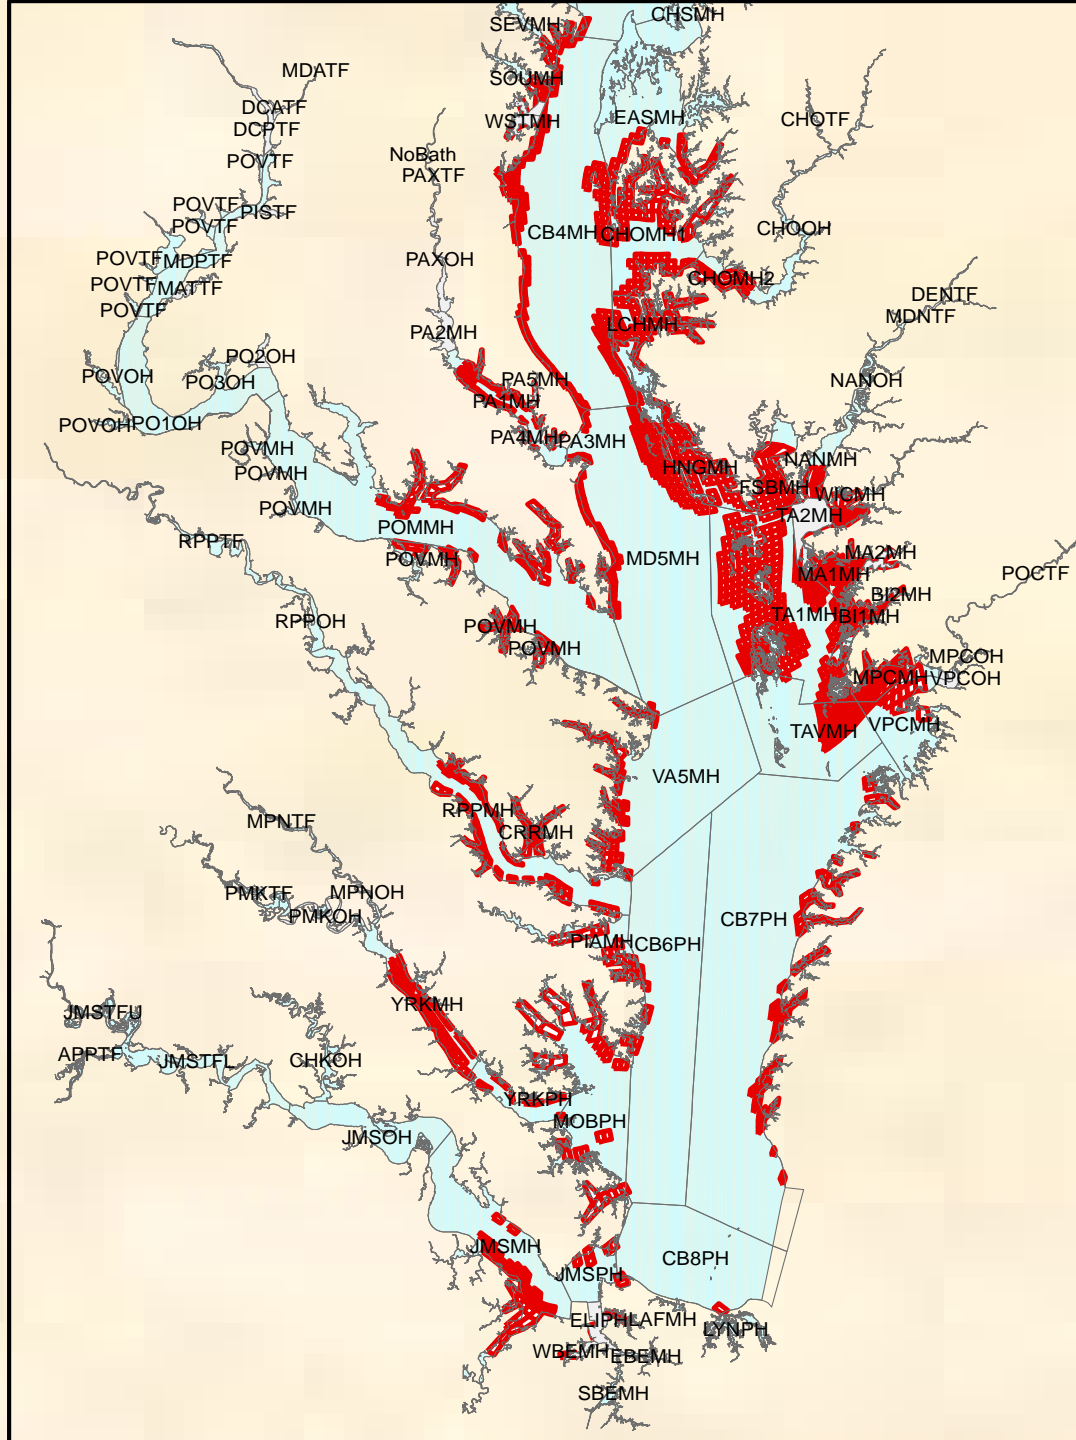 CHSMH
SEVMH
MDATF
SOUMH
DCATF
WSTMH
EASMH
CHOTF
DCPTF
NoBath
POVTF
PAXTF
POVTF
PISTF
POVTF
CB4MH
CHOMH1
CHOOH
POVTF
MDPTF
PAXOH
CHOMH2
POVTF
MATTF
DENTF
POVTF
MDNTF
LCHMH
PA2MH
PO2OH
POVOH
PO3OH
PA5MH
NANOH
PA1MH
POVOH
PO1OH
PA4MH
PA3MH
POVMH
NANMH
HNGMH
POVMH
FSBMH
WICMH
POVMH
TA2MH
POMMH
RPPTF
MA2MH
POVMH
MD5MH
MA1MH
POCTF
BI2MH
RPPOH
TA1MH
BI1MH
POVMH
POVMH
MPCOH
MPCMH
VPCOH
TAVMH
VPCMH
VA5MH
RPPMH
MPNTF
CRRMH
PMKTF
MPNOH
PMKOH
CB7PH
PIAMH
CB6PH
YRKMH
JMSTFU
APPTF
JMSTFL
CHKOH
YRKPH
MOBPH
JMSOH
JMSMH
CB8PH
JMSPH
ELIPH
LAFMH
LYNPH
WBEMH
EBEMH
SBEMH